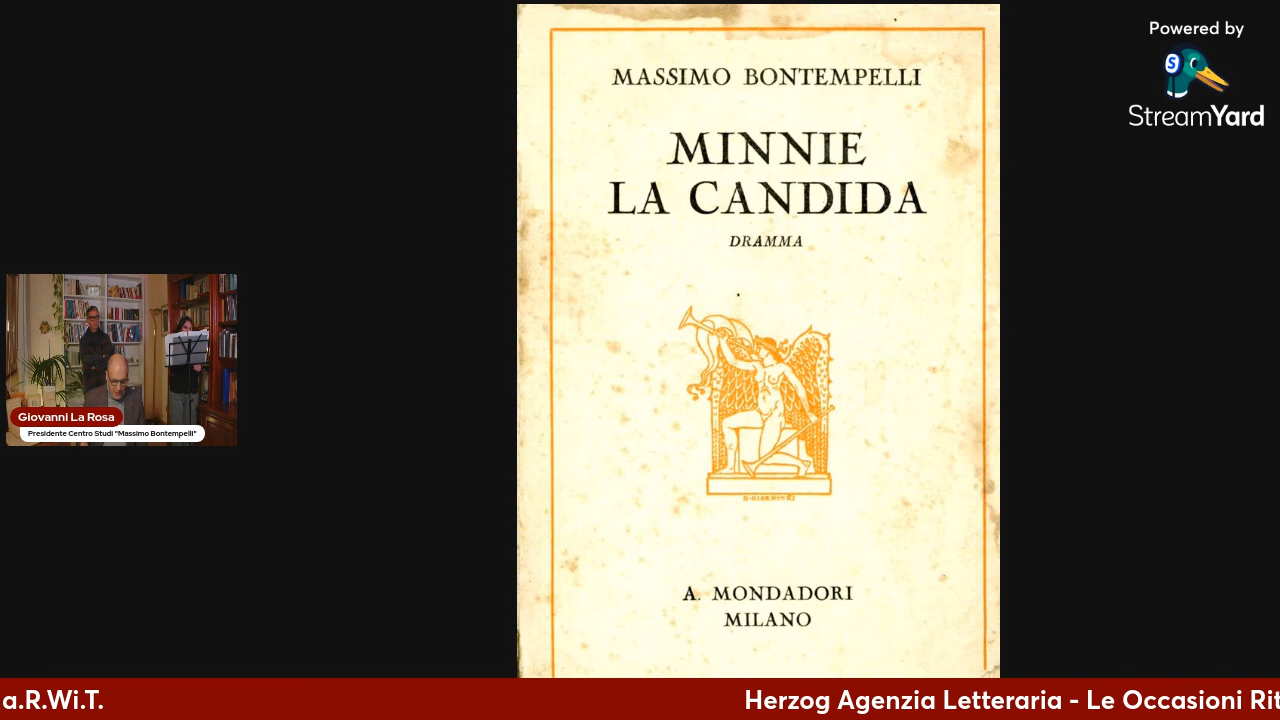 Powered by
StreamYard
MASSIMO BONTEMPELLI
MINNIE
LA CANDIDA
DRAMMA
A. MONDADORI
MILANO
Giovanni La Rosa
Presidente Centro Studi "Massimo Bontempelli"
a.R.Wi.T.
Herzog Agenzia Letteraria - Le Occasioni Rit